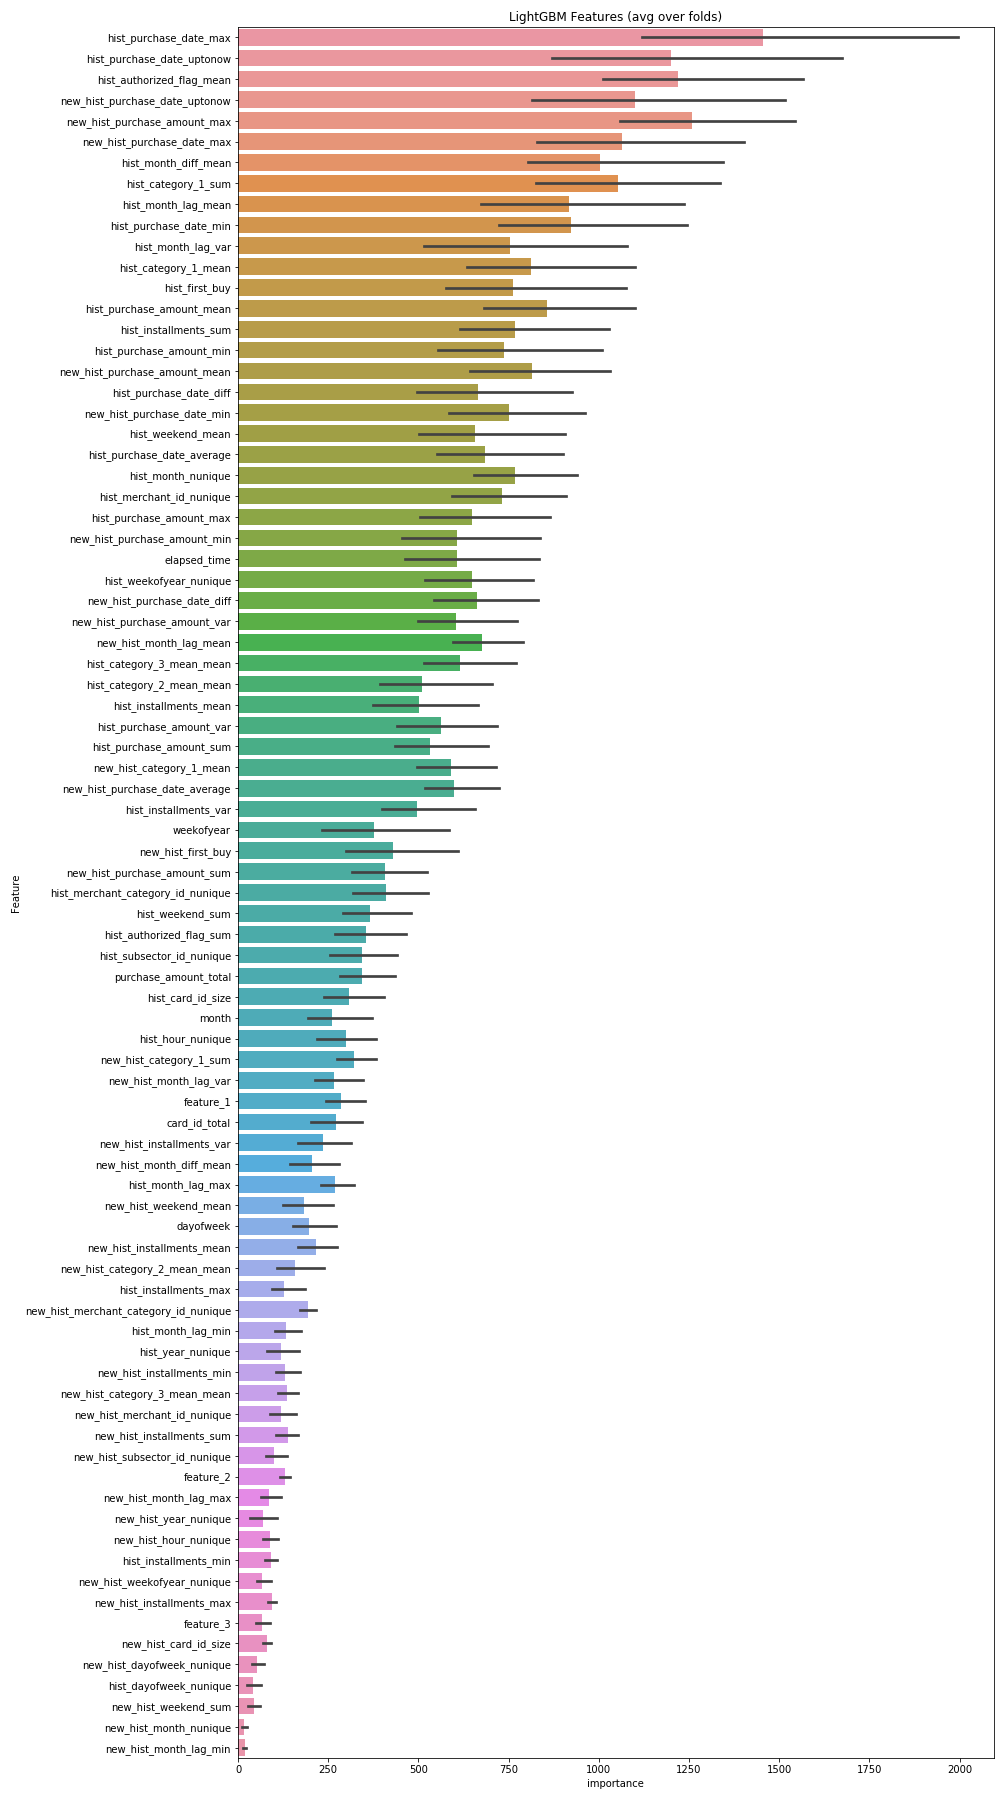 LightGBM Features (avg over folds)
hist_purchase_date_max
hist_purchase_date_uptonow
hist_authorized_flag_mean
new_hist_purchase_date_uptonow
new_hist_purchase_amount_max
new_hist_purchase_date_max
hist_month_diff_mean
hist_category_1_sum
hist_month_lag_mean
hist_purchase_date_min
hist_month_lag_var
hist_category_1_mean
hist_first_buy
hist_purchase_amount_mean
hist_installments_sum
hist_purchase_amount_min
new_hist_purchase_amount_mean
hist_purchase_date_diff
new_hist_purchase_date_min
hist_weekend_mean
hist_purchase_date_average
hist_month_nunique
hist_merchant_id_nunique
hist_purchase_amount_max
new_hist_purchase_amount_min
elapsed_time
hist_weekofyear_nunique
new_hist_purchase_date_diff
new_hist_purchase_amount_var
new_hist_month_lag_mean
hist_category_3_mean_mean
hist_category_2_mean_mean
hist_installments_mean
hist_purchase_amount_var
hist_purchase_amount_sum
new_hist_category_1_mean
new_hist_purchase_date_average
hist_installments_var
weekofyear
new_hist_first_buy
new_hist_purchase_amount_sum
hist_merchant_category_id_nunique
hist_weekend_sum
hist_authorized_flag_sum
hist_subsector_id_nunique
purchase_amount_total
hist_card_id_size
month
hist_hour_nunique
new_hist_category_1_sum
new_hist_month_lag_var
feature_1
card_id_total
new_hist_installments_var
new_hist_month_diff_mean
hist_month_lag_max
new_hist_weekend_mean
dayofweek
new_hist_installments_mean
new_hist_category_2_mean_mean
hist_installments_max
new_hist_merchant_category_id_nunique
hist_month_lag_min
hist_year_nunique
new_hist_installments_min
new_hist_category_3_mean_mean
new_hist_merchant_id_nunique
new_hist_installments_sum
new_hist_subsector_id_nunique
feature_2
new_hist_month_lag_max
new_hist_year_nunique
new_hist_hour_nunique
hist_installments_min
new_hist_weekofyear_nunique
new_hist_installments_max
feature_3
new_hist_card_id_size
new_hist_dayofweek_nunique
hist_dayofweek_nunique
new_hist_weekend_sum
new_hist_month_nunique
new_hist_month_lag_min
Feature
0 250 500 750 1000 1250 1500 1750 2000
importance